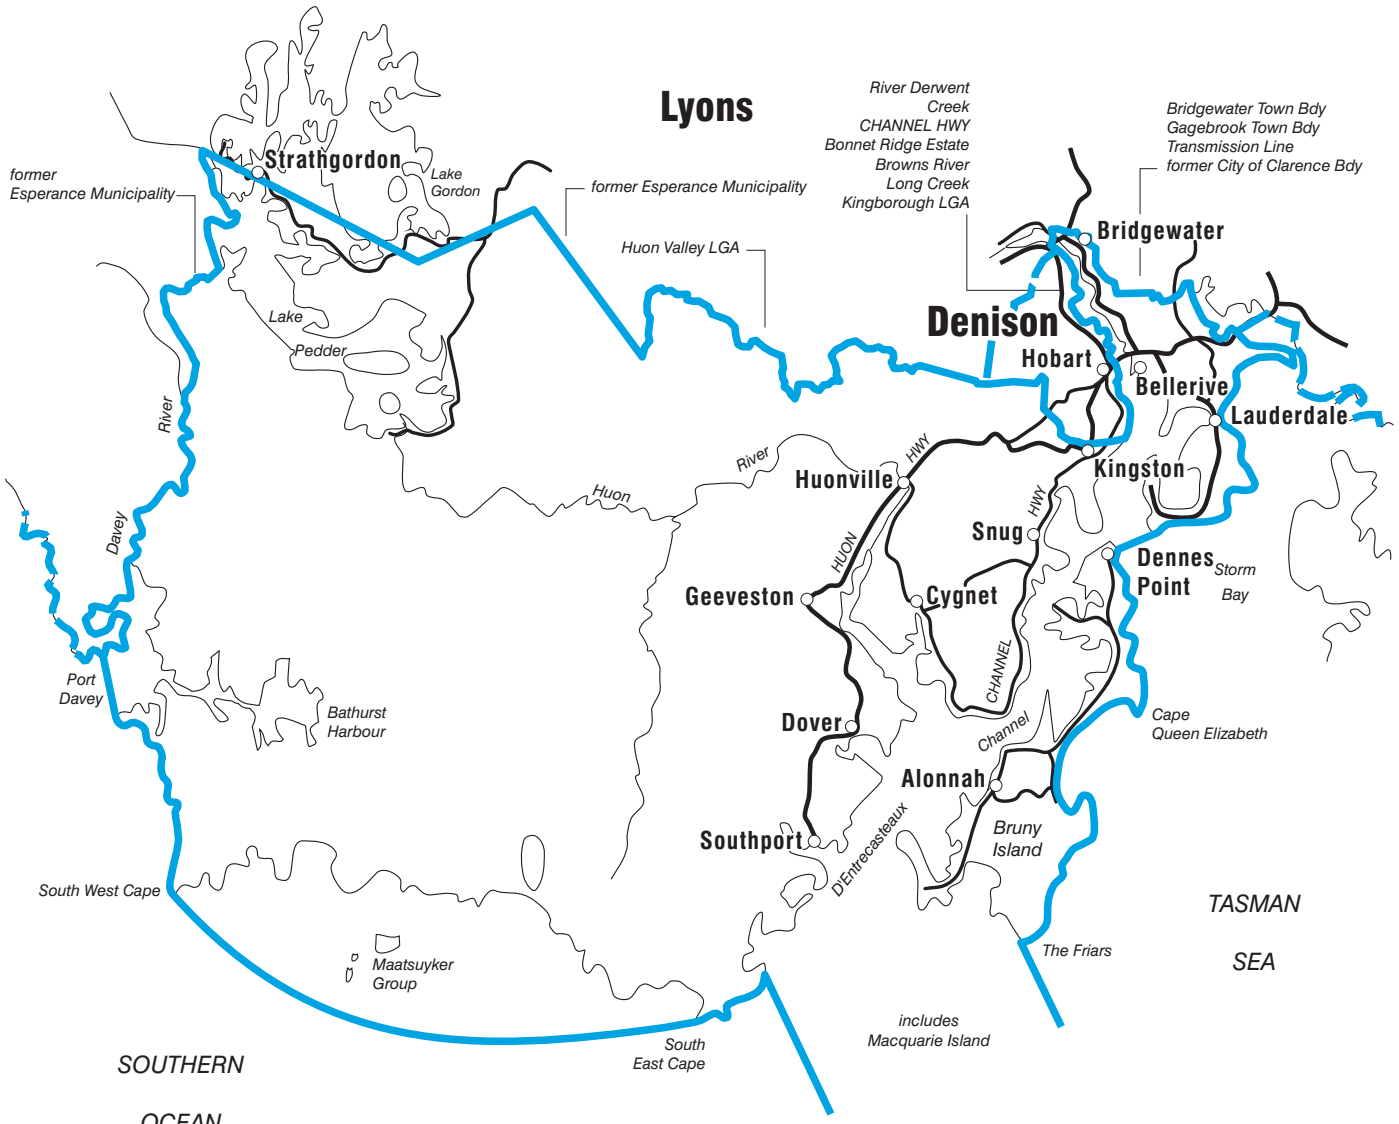 Lyons
River Derwent
Creek
CHANNEL HWY
Bonnet Ridge Estate
Browns River
Long Creek
Kingborough LGA
Bridgewater Town Bdy
Gagebrook Town Bdy
Transmission Line
former City of Clarence Bdy
former
Esperance Municipality
Strathgordon
Lake
Gordon
former Esperance Municipality
Huon Valley LGA
Bridgewater
Denison
Lake
Pedder
Hobart
Bellerive
Lauderdale
River
River
HWY
Huonville
Kingston
Huon
HWY
Davey
Snug
HUON
Dennes
Point
Storm
Bay
Geeveston
Cygnet
CHANNEL
Port
Davey
Bathurst
Harbour
Dover
Channel
Cape
Queen Elizabeth
Alonnah
Bruny
Island
Southport
D'Entrecasteaux
South West Cape
TASMAN
SEA
The Friars
Maatsuyker
Group
includes
Macquarie Island
South
East Cape
SOUTHERN
OCEAN